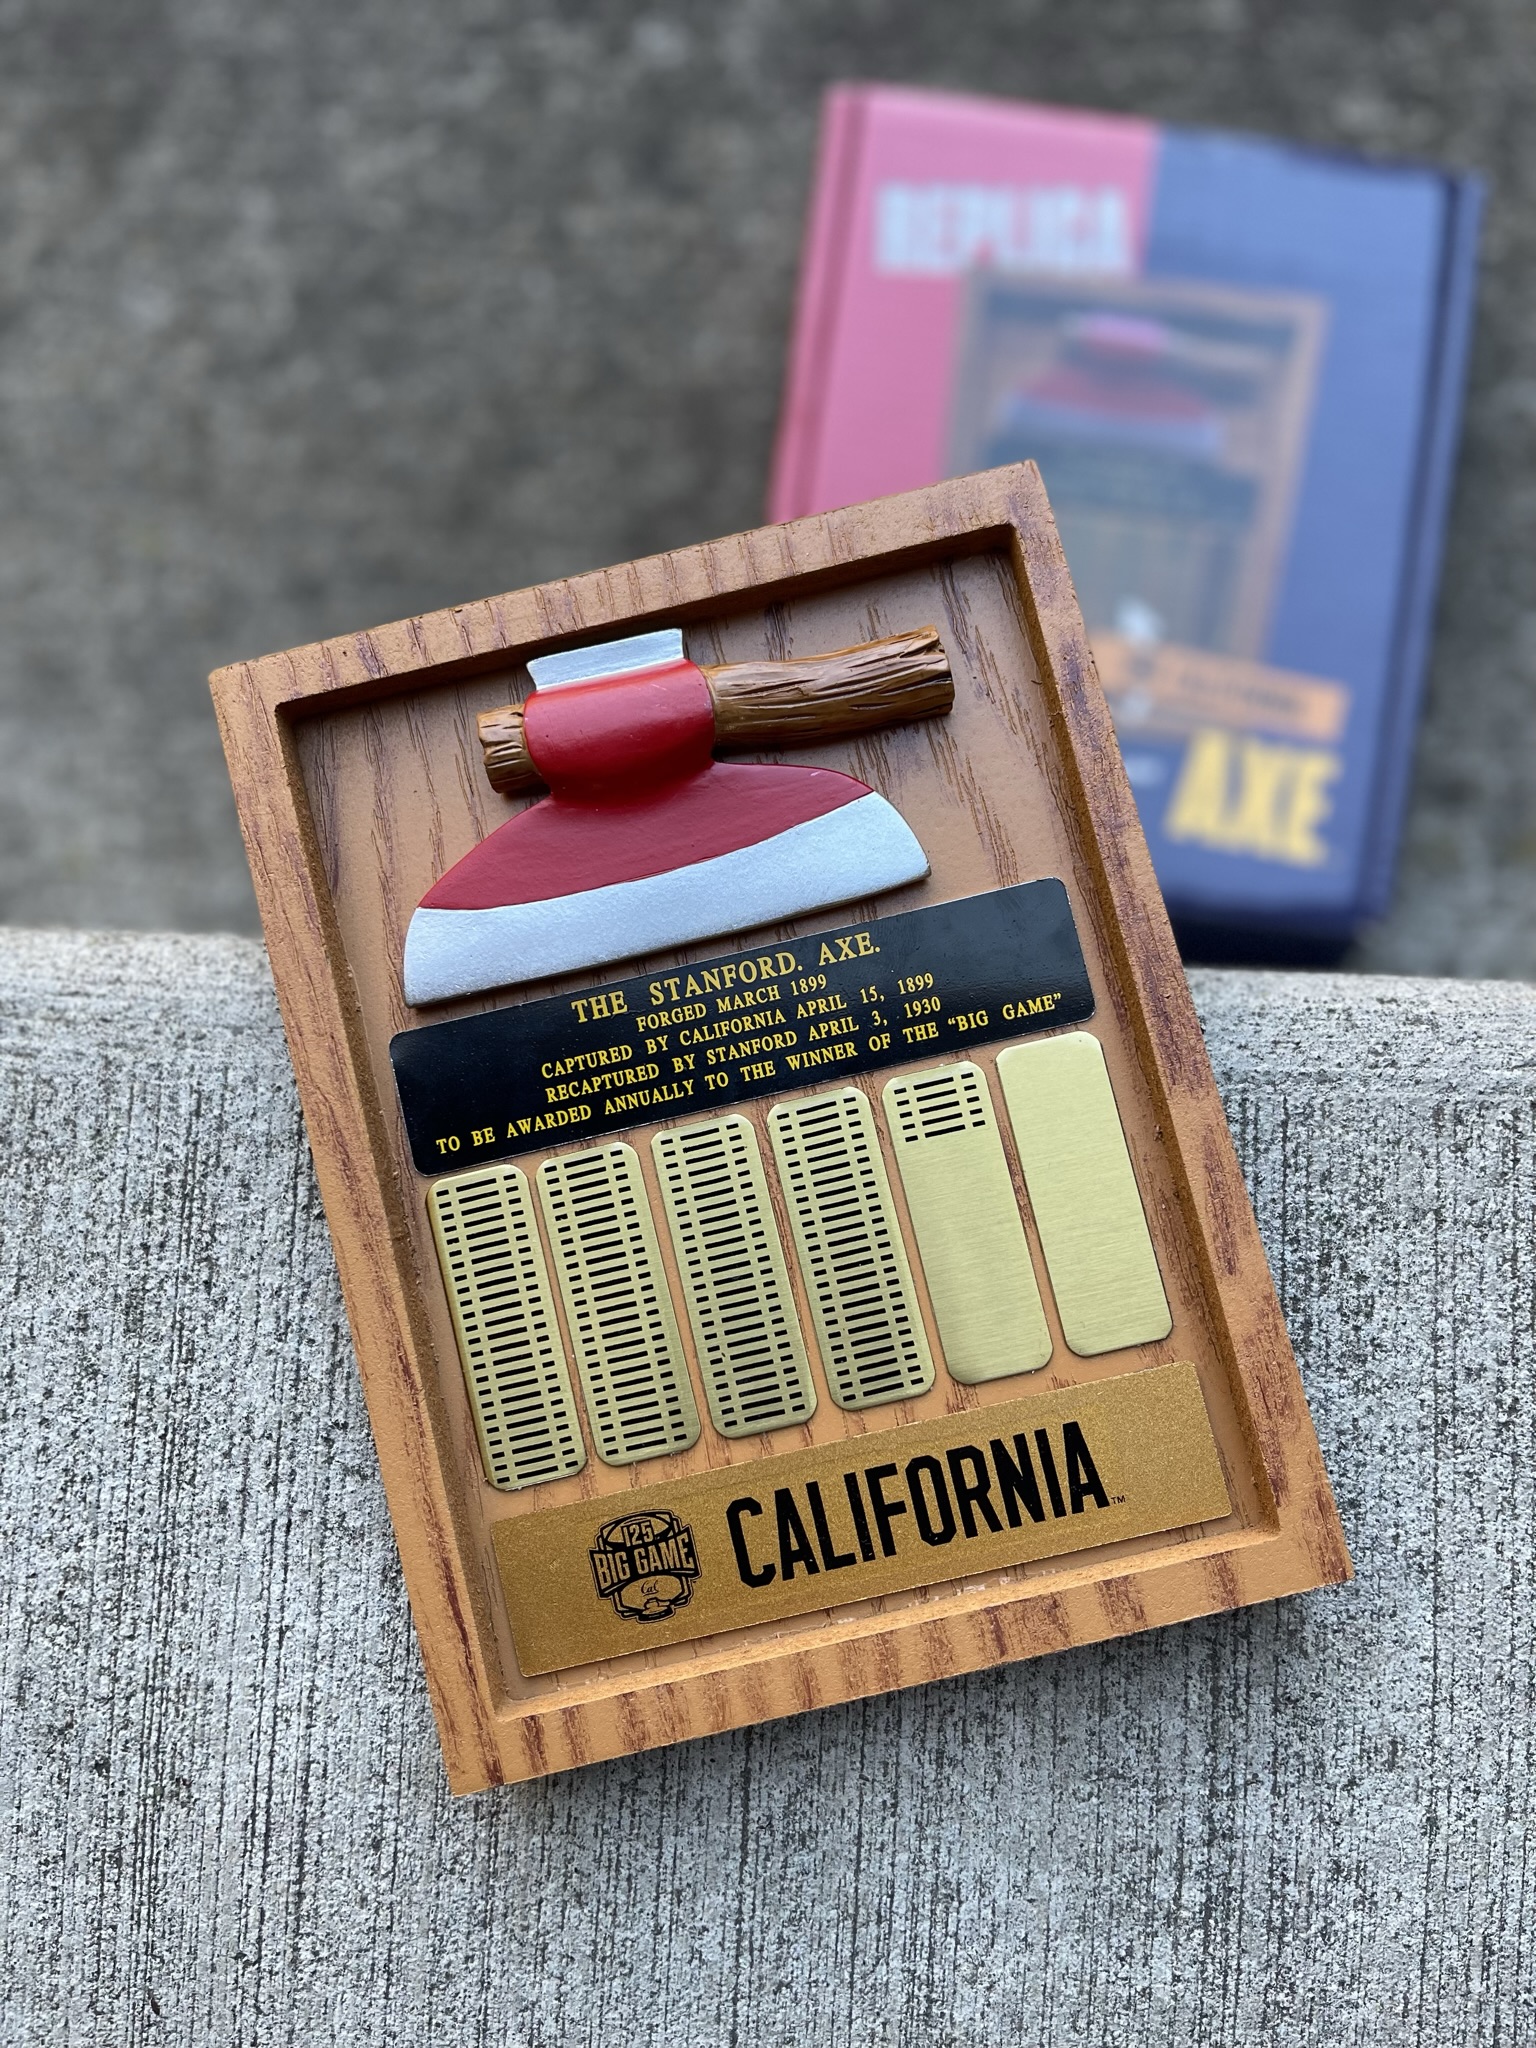 REPLICA
AXE
THE STANFORD. AXE.
FORGED MARCH 1899
CAPTURED BY CALIFORNIA APRIL 15, 1899
RECAPTURED BY STANFORD APRIL 3, 1930
TO BE AWARDED ANNUALLY TO THE WINNER OF THE “BIG GAME”
125
BIG GAME
Cal
CALIFORNIA™